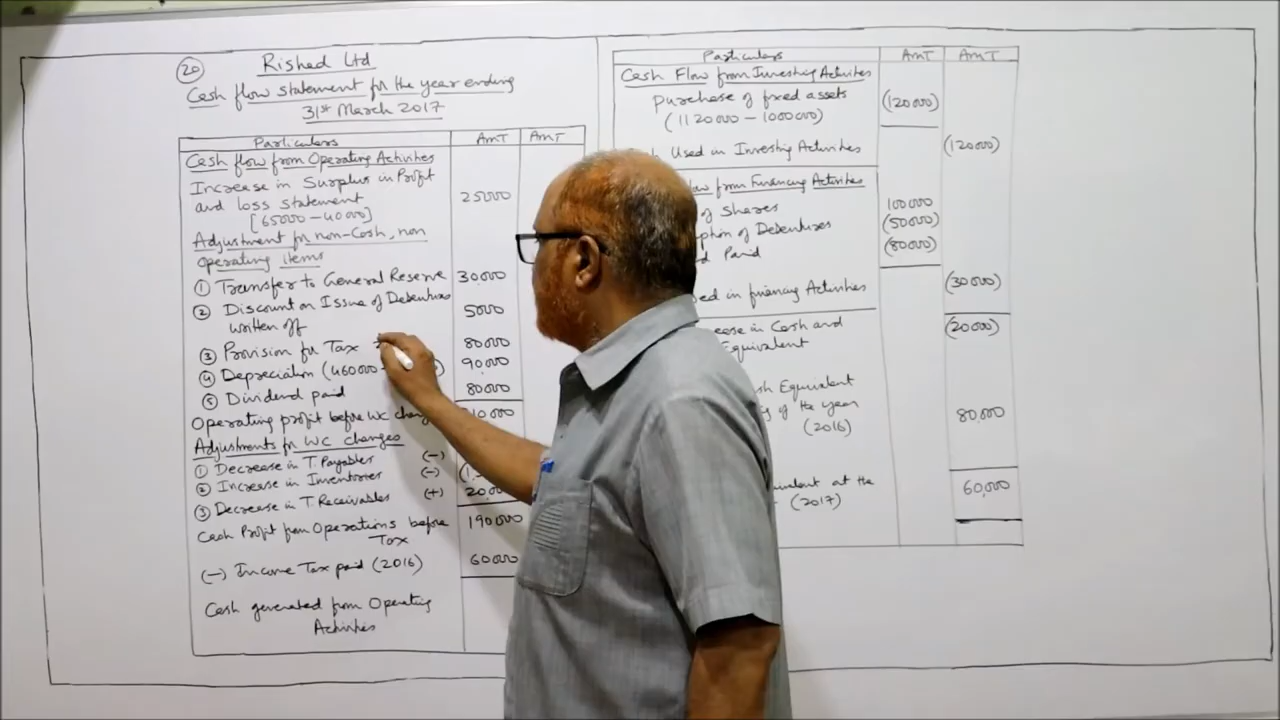 20
Rished Ltd
Cash flow statement for the year ending
31st March 2017
Particulars AmT AmT
Cash flow from Operating Activities
Increase in Surplus in Profit
and loss statement 25000
[65000 - 40000]
Adjustment for non-Cash, non
Operating items
① Transfer to General Reserve 30,000
② Discount on Issue of Debentures
written off 5000
③ Provision for Tax 80000
④ Depreciation (460000 90000
⑤ Dividend paid 80000
Operating profit before WC
Adjustments for WC changes
① Decrease in T. Payables (-)
② Increase in Inventories (-)
③ Decrease in T. Receivables (+)
Cash Profit from Operations before
Tax 190000
(-) Income Tax paid (2016) 60000
Cash generated from Operating
Activities
Particulars AmT AmT
Cash Flow from Investing Activities
purchase of fixed assets (120000)
(1120000 - 1000000)
Used in Investing Activities (120000)
from Financing Activities
of Shares 100000
of Debentures (50000)
Paid (80000)
in financing Activities (30000)
in Cash and (20000)
Equivalent
Equivalent
of the year 80,000
(2016)
at the 60,000
(2017)